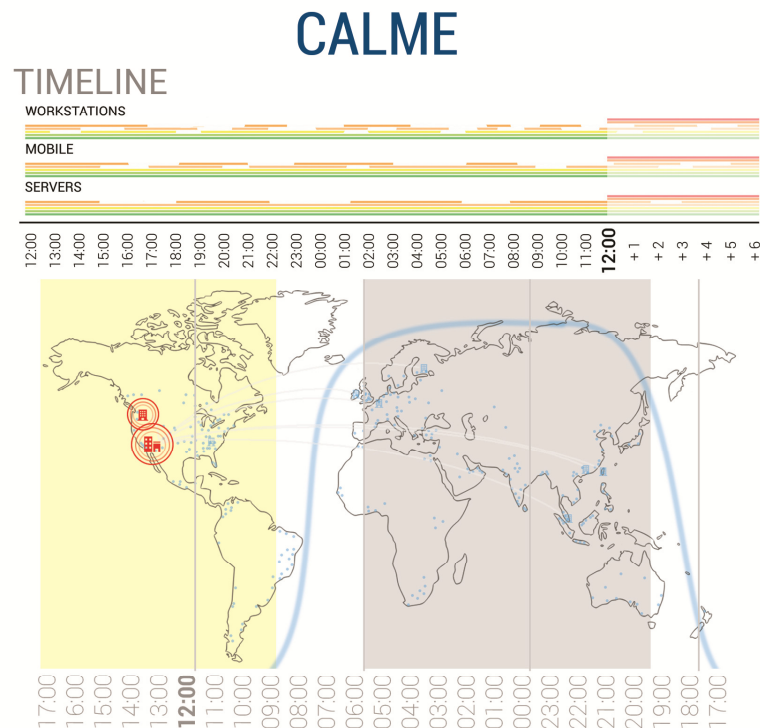 CALME
TIMELINE
WORKSTATIONS
MOBILE
SERVERS
12:00 13:00 14:00 15:00 16:00 17:00 18:00 19:00 20:00 21:00 22:00 23:00 00:00 01:00 02:00 03:00 04:00 05:00 06:00 07:00 08:00 09:00 10:00 11:00 12:00 + 1 + 2 + 3 + 4 + 5 + 6
17:00 16:00 15:00 14:00 13:00 12:00 11:00 10:00 09:00 08:00 07:00 06:00 05:00 04:00 03:00 02:00 01:00 00:00 23:00 22:00 21:00 20:00 19:00 18:00 17:00